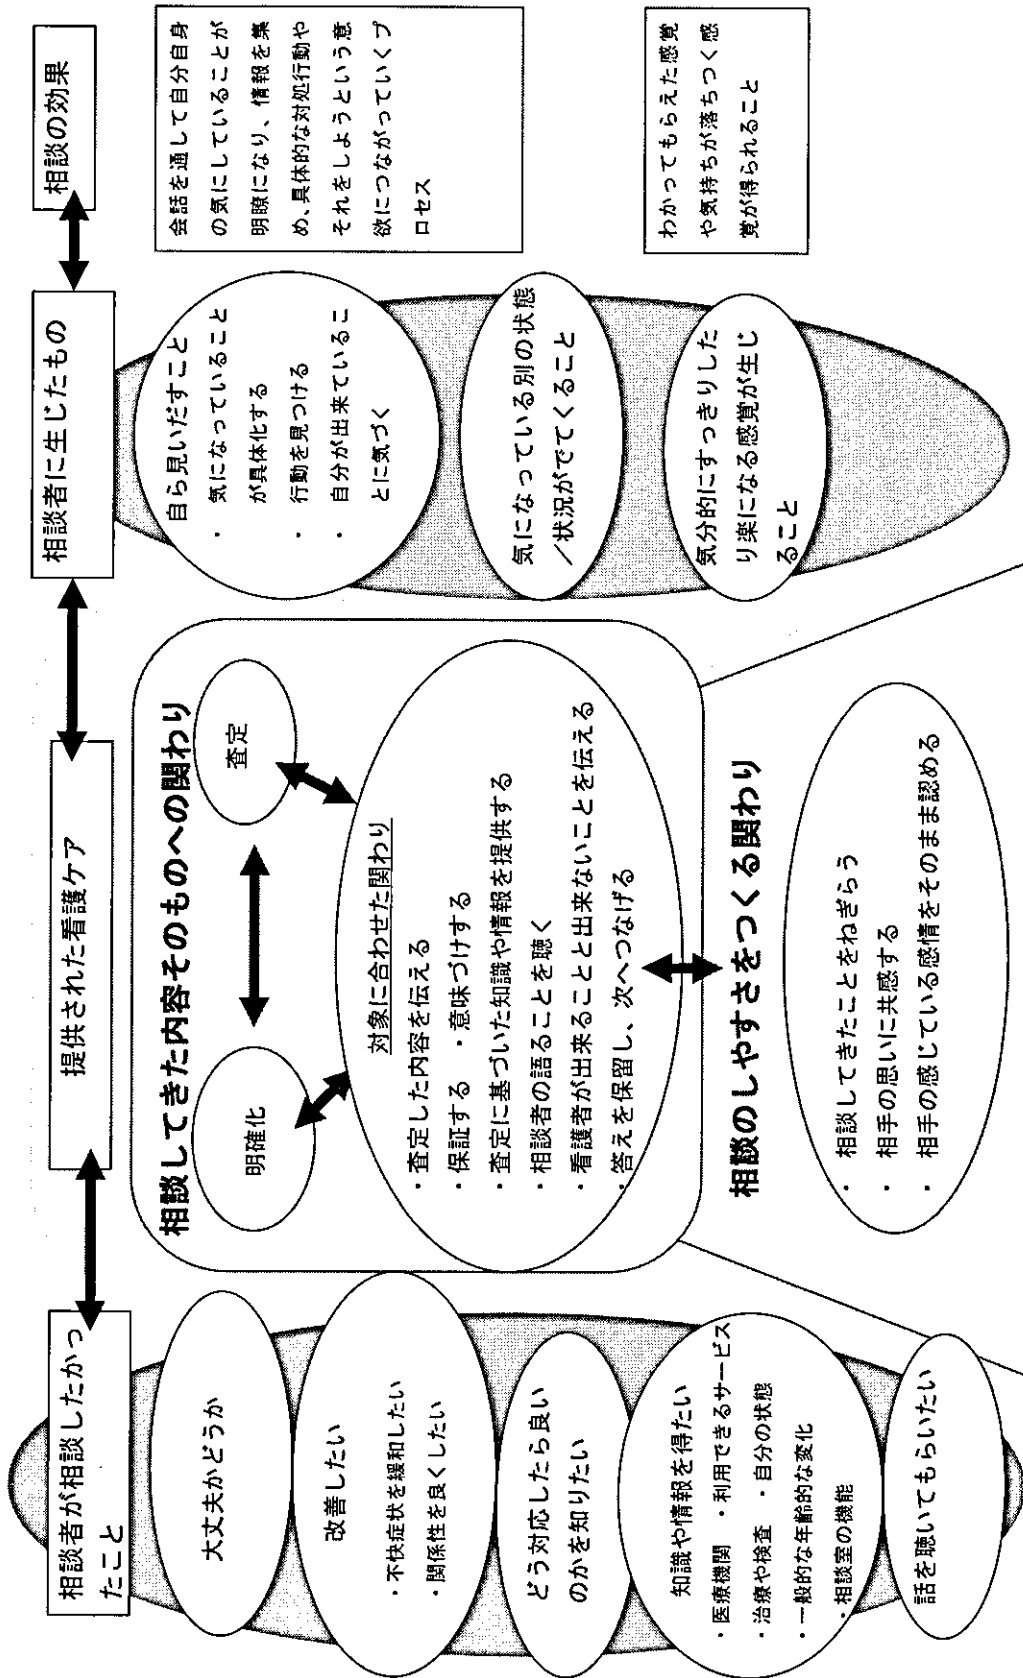 相談者が相談したかっ
たこと
大丈夫かどうか
改善したい
・不快症状を緩和したい
・関係性を良くしたい
どう対応したら良い
のかを知りたい
知識や情報を得たい
・医療機関 ・利用できるサービス
・治療や検査 ・自分の状態
・一般的な年齢的な変化
・相談室の機能
話を聴いてもらいたい
提供された看護ケア
相談してきた内容そのものへの関わり
明確化
査定
対象に合わせた関わり
・査定した内容を伝える
・保証する ・意味づけする
・査定に基づいた知識や情報を提供する
・相談者の語ることを聴く
・看護者が出来ることと出来ないことを伝える
・答えを保留し、次へつなげる
相談のしやすさをつくる関わり
・ 相談してきたことをねぎらう
・ 相手の思いに共感する
・ 相手の感じている感情をそのまま認める
相談者に生じたもの
自ら見いだすこと
・ 気になっていること
が具体化する
・ 行動を見つける
・ 自分が出来ているこ
とに気づく
気になっている別の状態
／状況がでてくること
気分的にすっきりした
り楽になる感覚が生じ
ること
相談の効果
会話を通して自分自身
の気にしていることが
明瞭になり、情報を集
め、具体的な対処行動や
それをしようという意
欲につながっていくプ
ロセス
わかってもらえた感覚
や気持ちが落ちつく感
覚が得られること